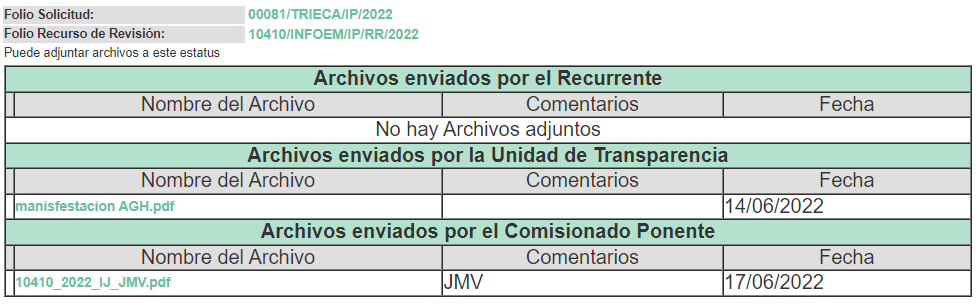 Folio Solicitud: 00081/TRIECA/IP/2022
Folio Recurso de Revisión: 10410/INFOEM/IP/RR/2022
Puede adjuntar archivos a este estatus
Archivos enviados por el Recurrente
Nombre del Archivo Comentarios Fecha
No hay Archivos adjuntos
Archivos enviados por la Unidad de Transparencia
Nombre del Archivo Comentarios Fecha
manisfestacion AGH.pdf 14/06/2022
Archivos enviados por el Comisionado Ponente
Nombre del Archivo Comentarios Fecha
10410_2022_IJ_JMV.pdf JMV 17/06/2022